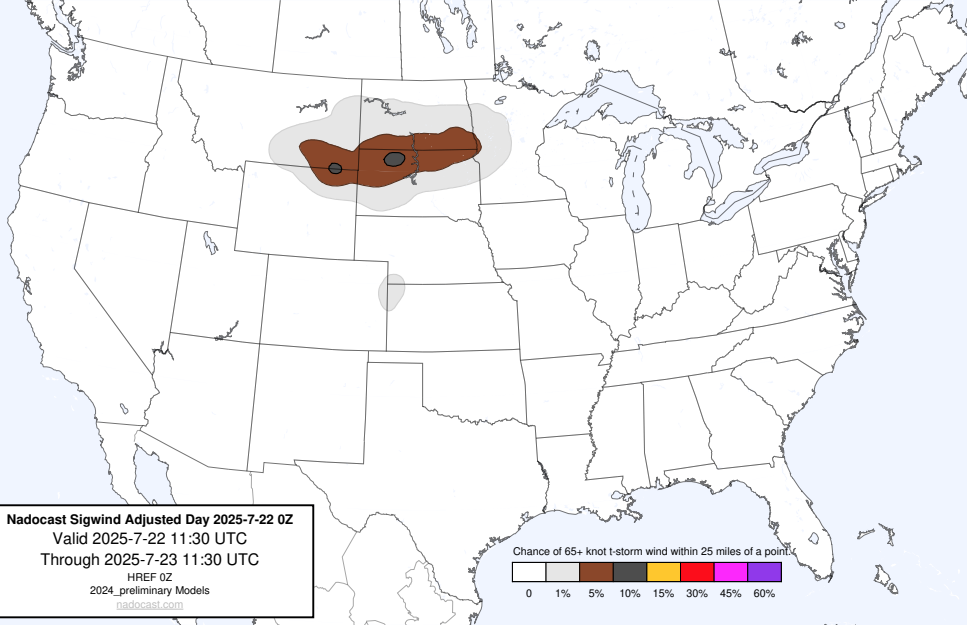 Nadocast Sigwind Adjusted Day 2025-7-22 0Z
Valid 2025-7-22 11:30 UTC
Through 2025-7-23 11:30 UTC
HREF 0Z
2024_preliminary Models
nadocast.com
Chance of 65+ knot t-storm wind within 25 miles of a point.
0 1% 5% 10% 15% 30% 45% 60%